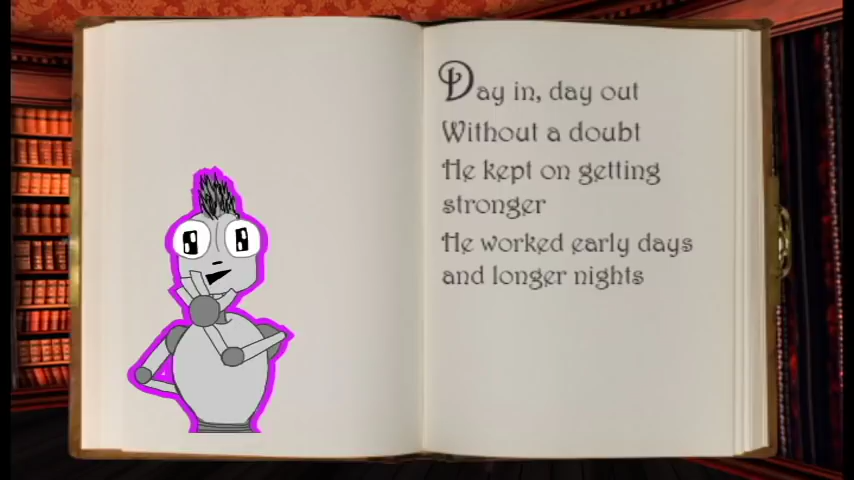 Day in, day out
Without a doubt
He kept on getting
stronger
He worked early days
and longer nights